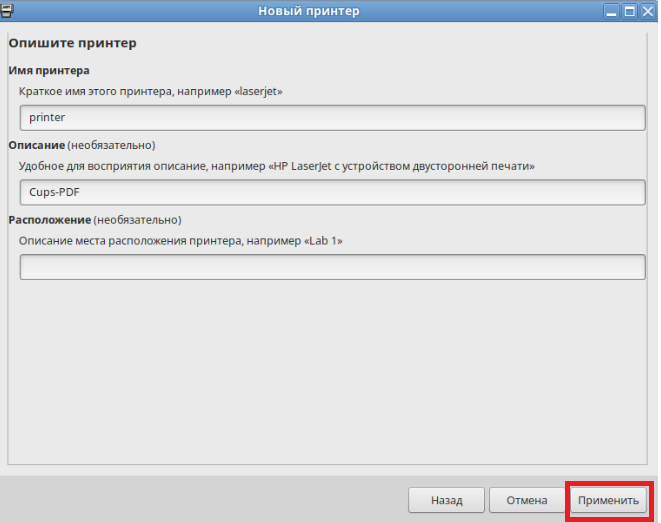 Новый принтер
Опишите принтер
Имя принтера
Краткое имя этого принтера, например «laserjet»
printer
Описание (необязательно)
Удобное для восприятия описание, например «HP LaserJet с устройством двусторонней печати»
Cups-PDF
Расположение (необязательно)
Описание места расположения принтера, например «Lab 1»
Назад Отмена Применить